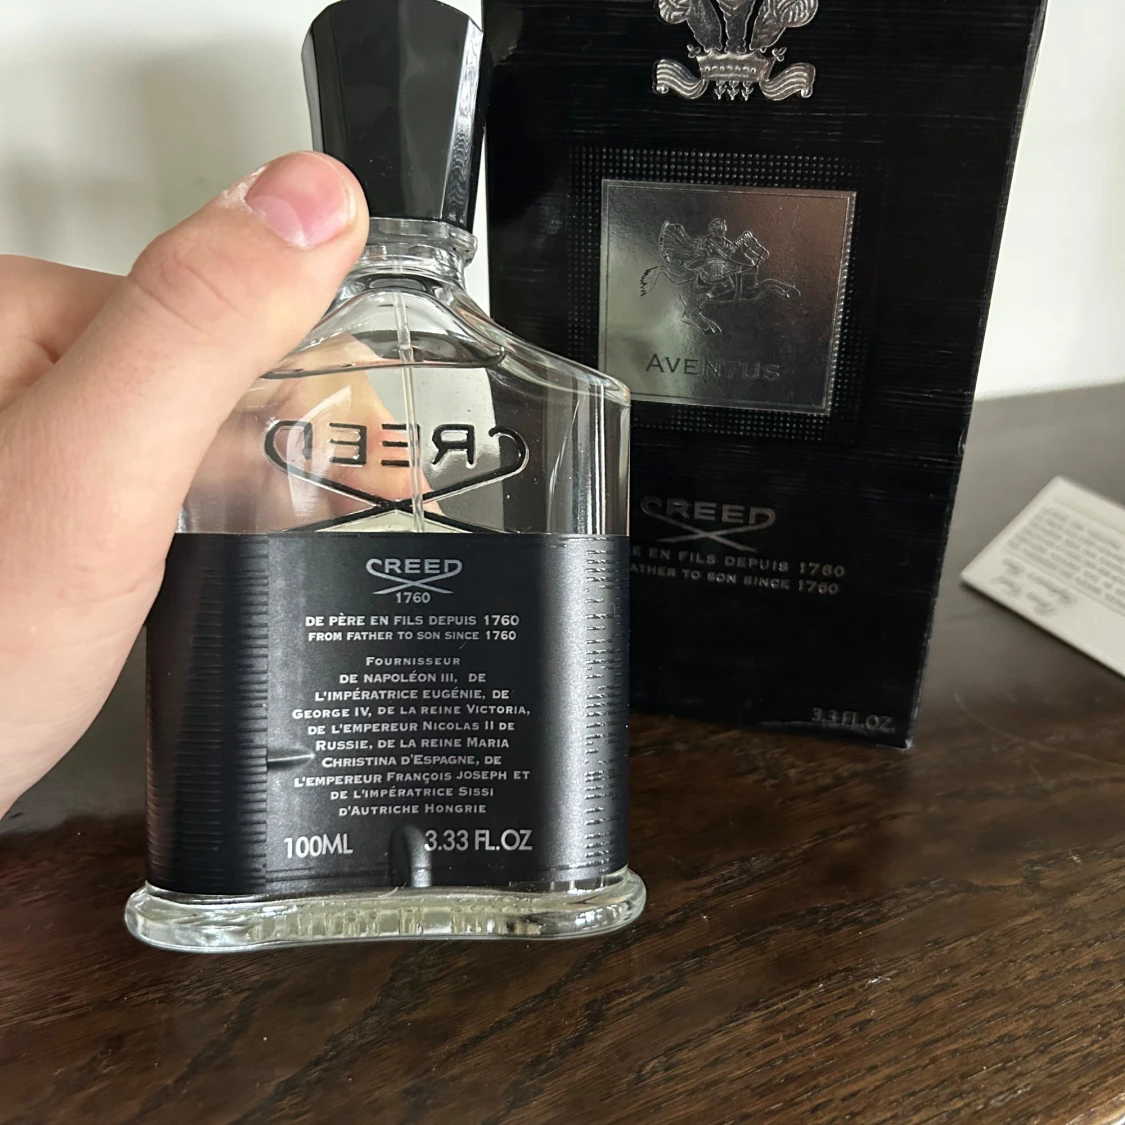 CREED
CREED
1760
DE PÈRE EN FILS DEPUIS 1760
FROM FATHER TO SON SINCE 1760
FOURNISSEUR
DE NAPOLÉON III, DE
L'IMPÉRATRICE EUGÉNIE, DE
GEORGE IV, DE LA REINE VICTORIA,
DE L'EMPEREUR NICOLAS II DE
RUSSIE, DE LA REINE MARIA
CHRISTINA D'ESPAGNE, DE
L'EMPEREUR FRANÇOIS JOSEPH ET
DE L'IMPÉRATRICE SISSI
D'AUTRICHE HONGRIE
100ML 3.33 FL.OZ
AVENTUS
CREED
EN FILS DEPUIS 1760
ATHER TO SON SINCE 1760
3.3 FL.OZ